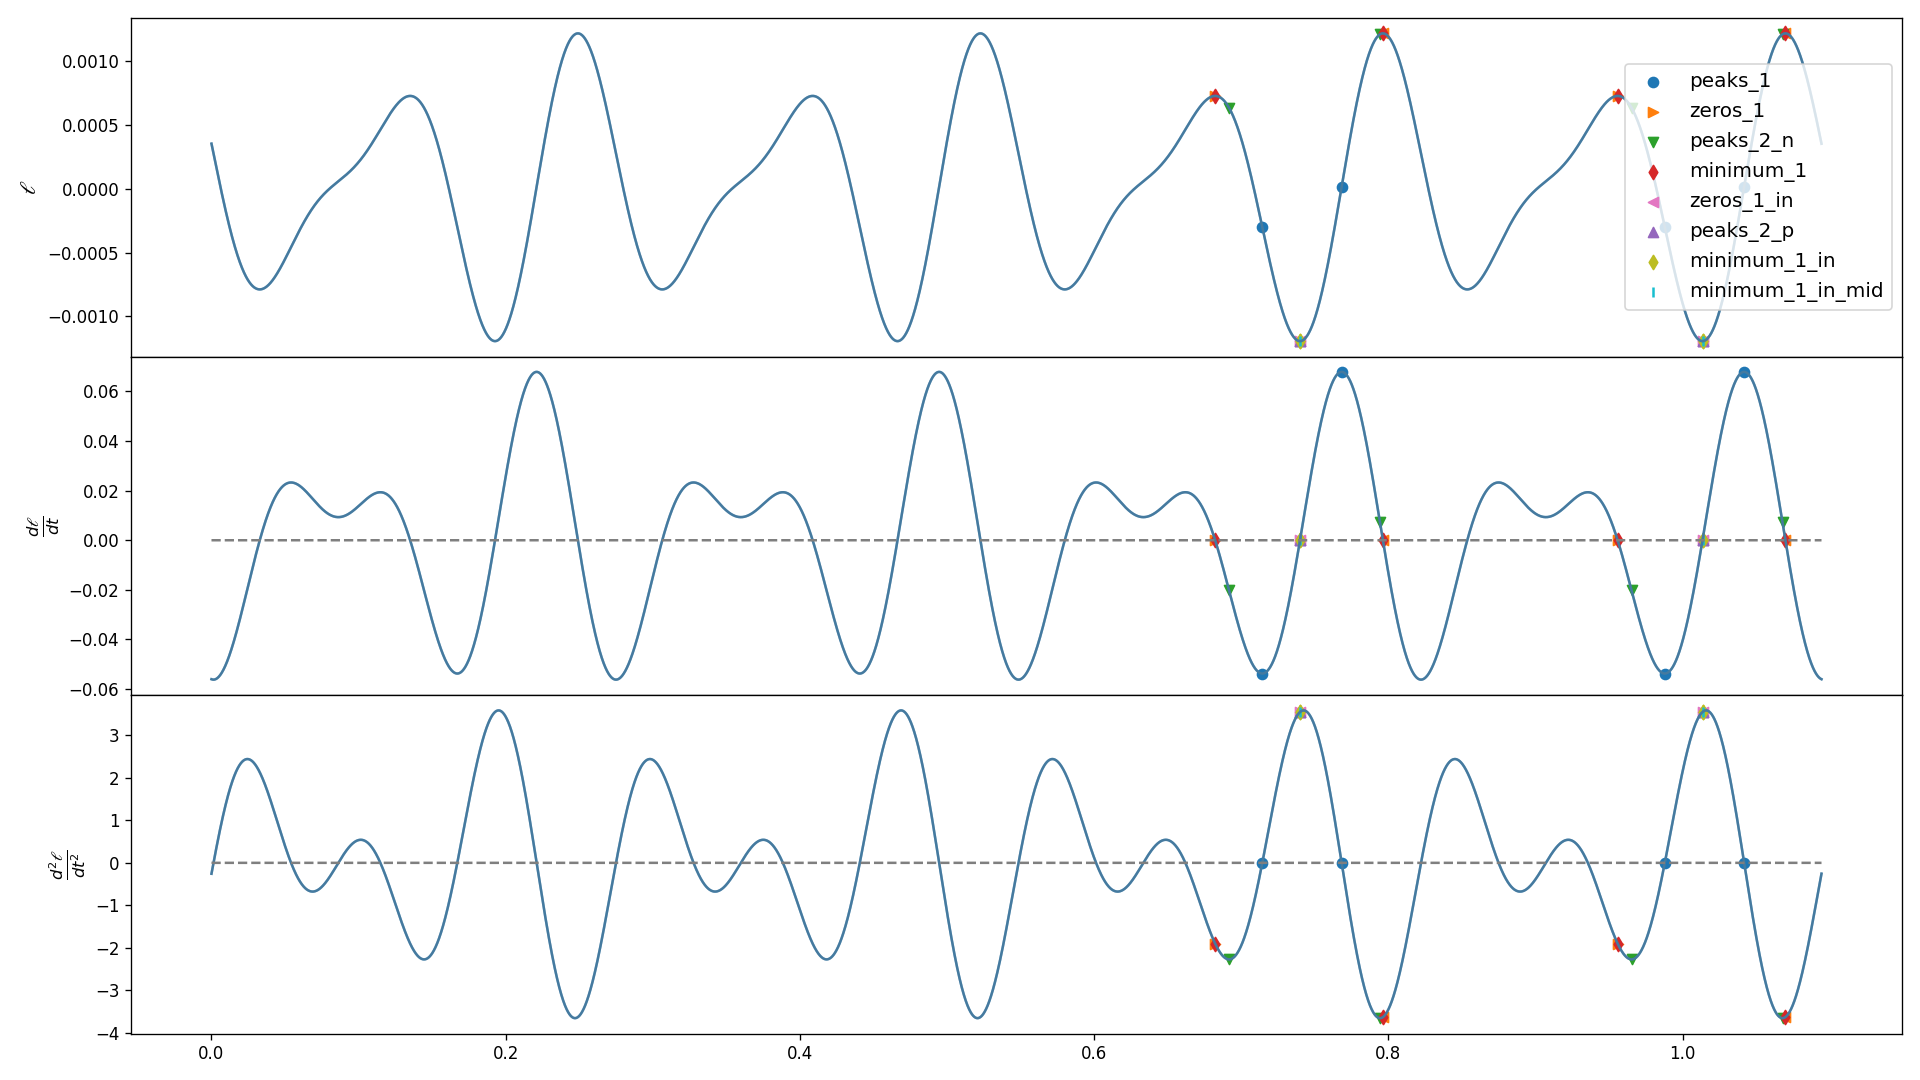 0.0010
0.0005
0.0000
−0.0005
−0.0010
ℓ
peaks_1
zeros_1
peaks_2_n
minimum_1
zeros_1_in
peaks_2_p
minimum_1_in
minimum_1_in_mid
0.06
0.04
0.02
0.00
−0.02
−0.04
−0.06
dℓ
dt
3
2
1
0
−1
−2
−3
−4
d²ℓ
dt²
0.0 0.2 0.4 0.6 0.8 1.0